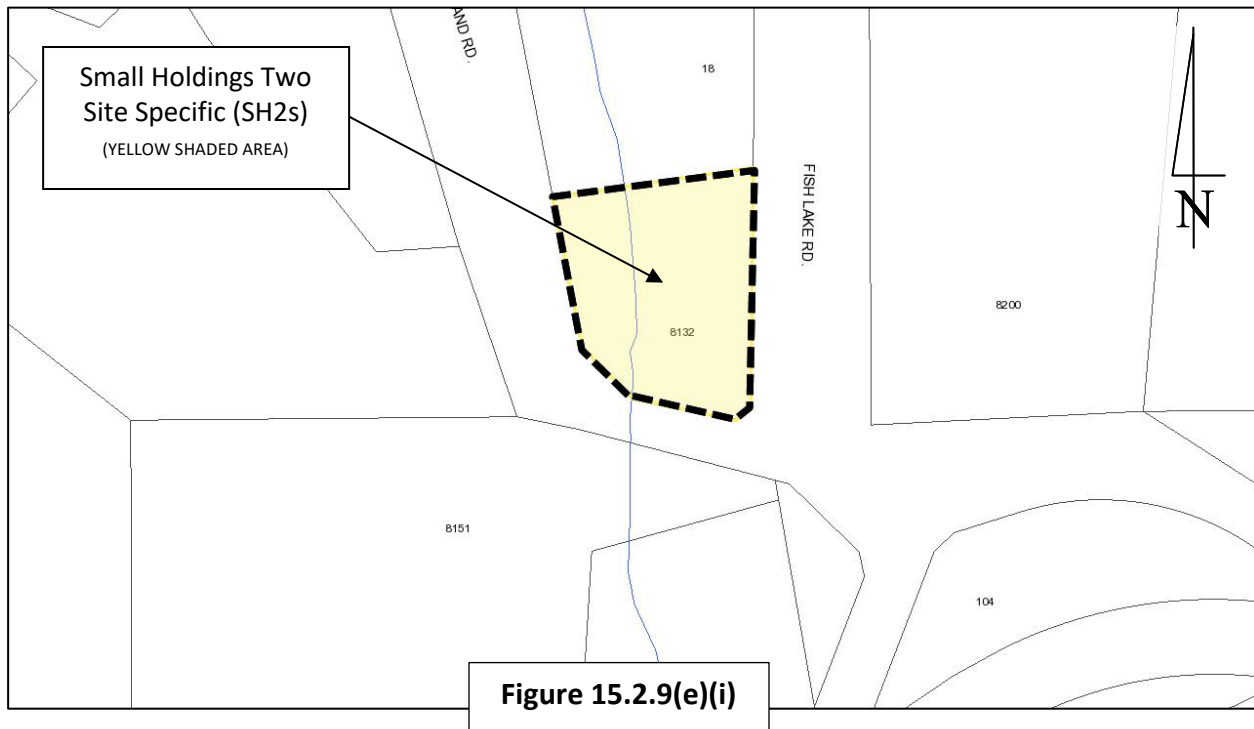 AND RD.
18
Small Holdings Two
Site Specific (SH2s)
(YELLOW SHADED AREA)
FISH LAKE RD.
N
8200
8132
8151
104
Figure 15.2.9(e)(i)